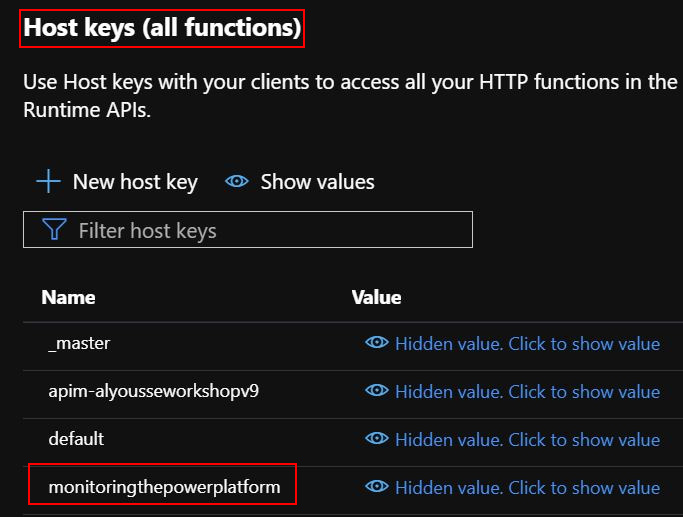 Host keys (all functions)
Use Host keys with your clients to access all your HTTP functions in the
Runtime APIs.
New host key Show values
Filter host keys
Name Value
_master Hidden value. Click to show value
apim-alyousseworkshopv9 Hidden value. Click to show value
default Hidden value. Click to show value
monitoringthepowerplatform Hidden value. Click to show value